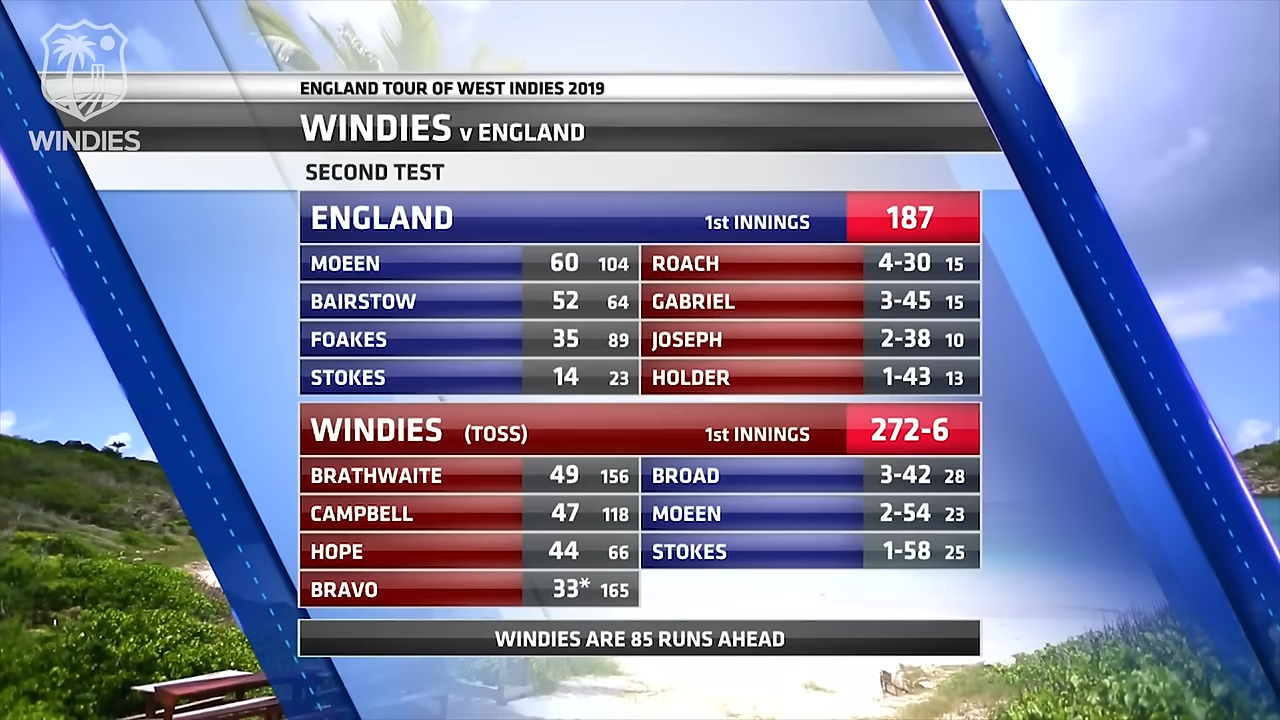 WINDIES
ENGLAND TOUR OF WEST INDIES 2019
WINDIES v ENGLAND
SECOND TEST
ENGLAND 1st INNINGS 187
MOEEN 60 104 ROACH 4-30 15
BAIRSTOW 52 64 GABRIEL 3-45 15
FOAKES 35 89 JOSEPH 2-38 10
STOKES 14 23 HOLDER 1-43 13
WINDIES (TOSS) 1st INNINGS 272-6
BRATHWAITE 49 156 BROAD 3-42 28
CAMPBELL 47 118 MOEEN 2-54 23
HOPE 44 66 STOKES 1-58 25
BRAVO 33* 165
WINDIES ARE 85 RUNS AHEAD